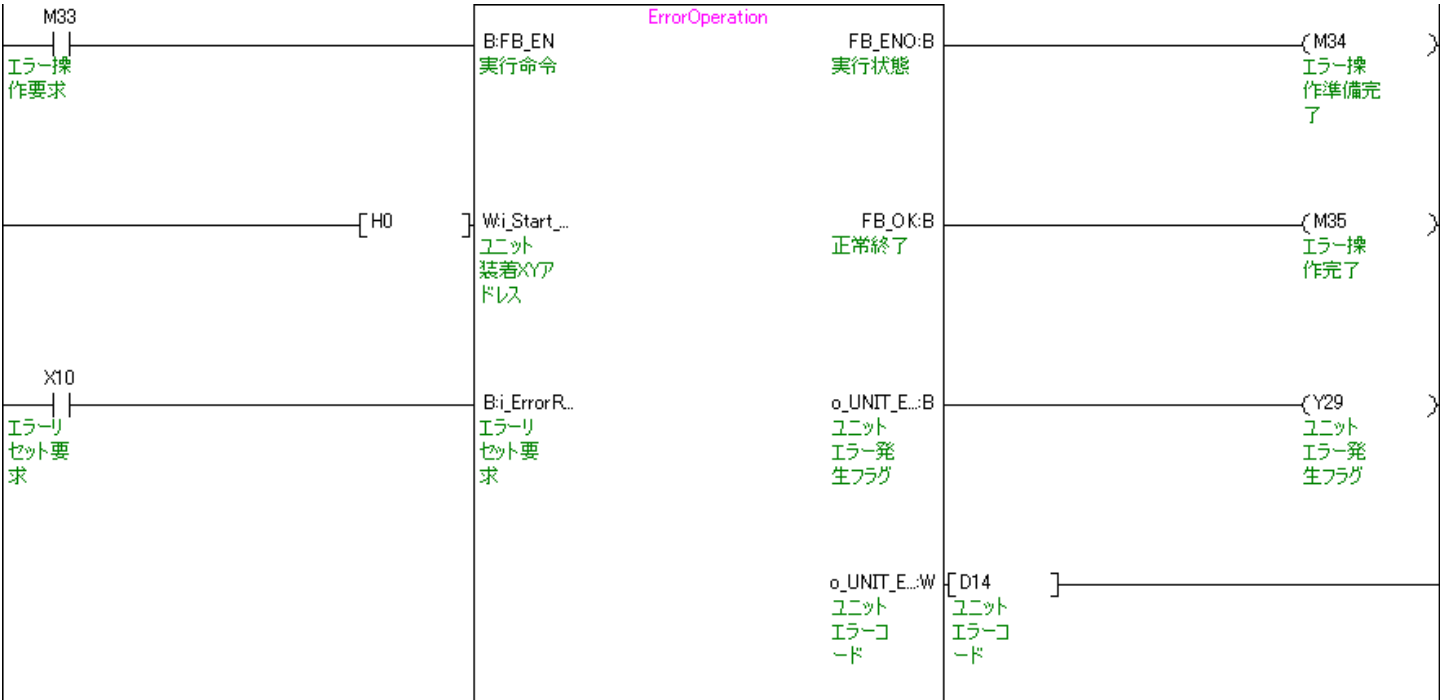 M33
エラー操
作要求
ErrorOperation
B:FB_EN
実行命令
FB_ENO:B
実行状態
M34
エラー操
作準備完
了
H0
W:i_Start_...
ユニット
装着XYア
ドレス
FB_OK:B
正常終了
M35
エラー操
作完了
X10
エラーリ
セット要
求
B:i_ErrorR...
エラーリ
セット要
求
o_UNIT_E...:B
ユニット
エラー発
生フラグ
Y29
ユニット
エラー発
生フラグ
o_UNIT_E...:W
ユニット
エラーコ
ード
D14
ユニット
エラーコ
ード